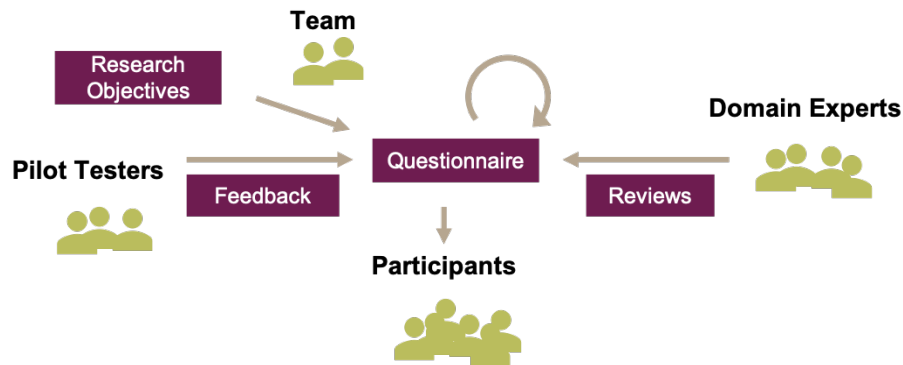 Team
Research
Objectives
Domain Experts
Pilot Testers
Questionnaire
Feedback
Reviews
Participants